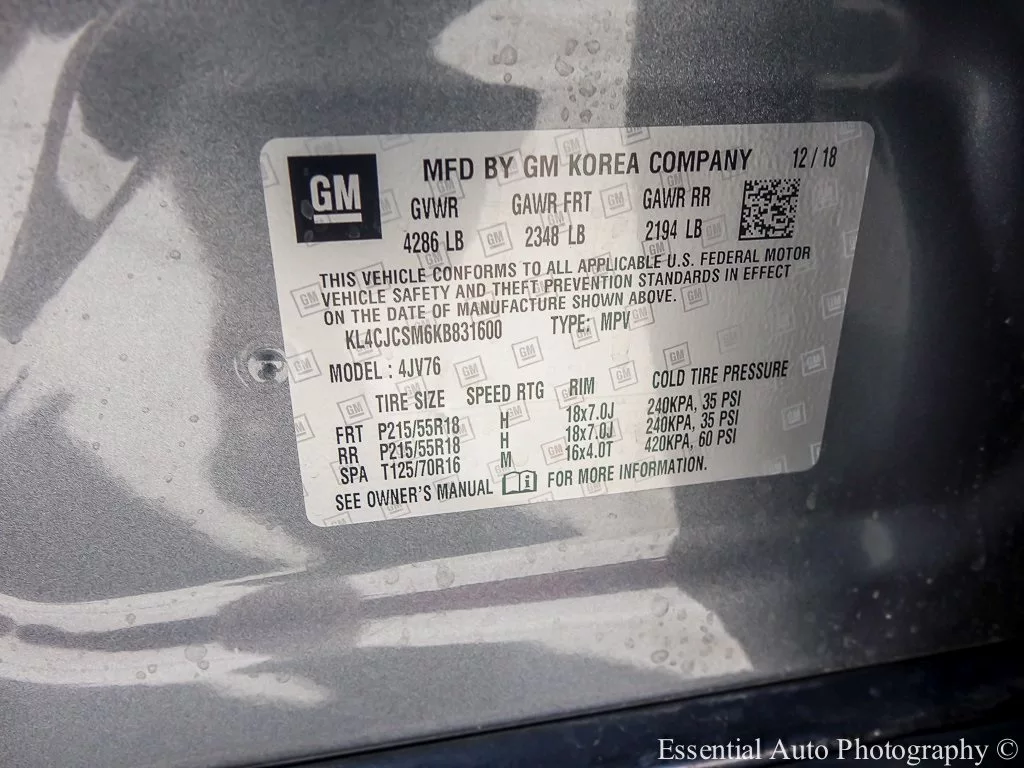 GM
MFD BY GM KOREA COMPANY 12/18
GVWR GAWR FRT GAWR RR
4286 LB 2348 LB 2194 LB
THIS VEHICLE CONFORMS TO ALL APPLICABLE U.S. FEDERAL MOTOR
VEHICLE SAFETY AND THEFT PREVENTION STANDARDS IN EFFECT
ON THE DATE OF MANUFACTURE SHOWN ABOVE.
KL4CJCSM6KB831600 TYPE: MPV
MODEL : 4JV76
TIRE SIZE SPEED RTG RIM COLD TIRE PRESSURE
FRT P215/55R18 H 18x7.0J 240KPA, 35 PSI
RR P215/55R18 H 18x7.0J 240KPA, 35 PSI
SPA T125/70R16 M 16x4.0T 420KPA, 60 PSI
SEE OWNER'S MANUAL i FOR MORE INFORMATION.
Essential Auto Photography ©